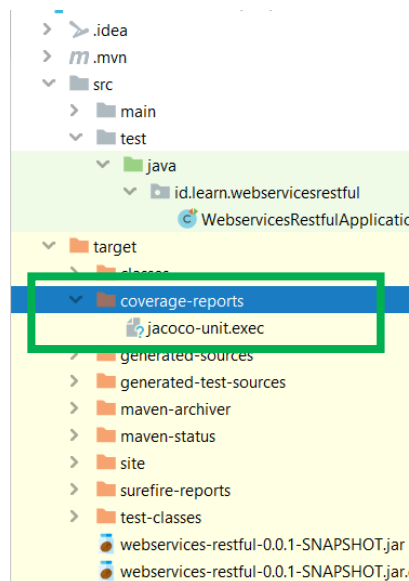 .idea
.mvn
src
main
test
java
id.learn.webservicesrestful
WebservicesRestfulApplicatio
target
classes
coverage-reports
jacoco-unit.exec
generated-sources
generated-test-sources
maven-archiver
maven-status
site
surefire-reports
test-classes
webservices-restful-0.0.1-SNAPSHOT.jar
webservices-restful-0.0.1-SNAPSHOT.jar.